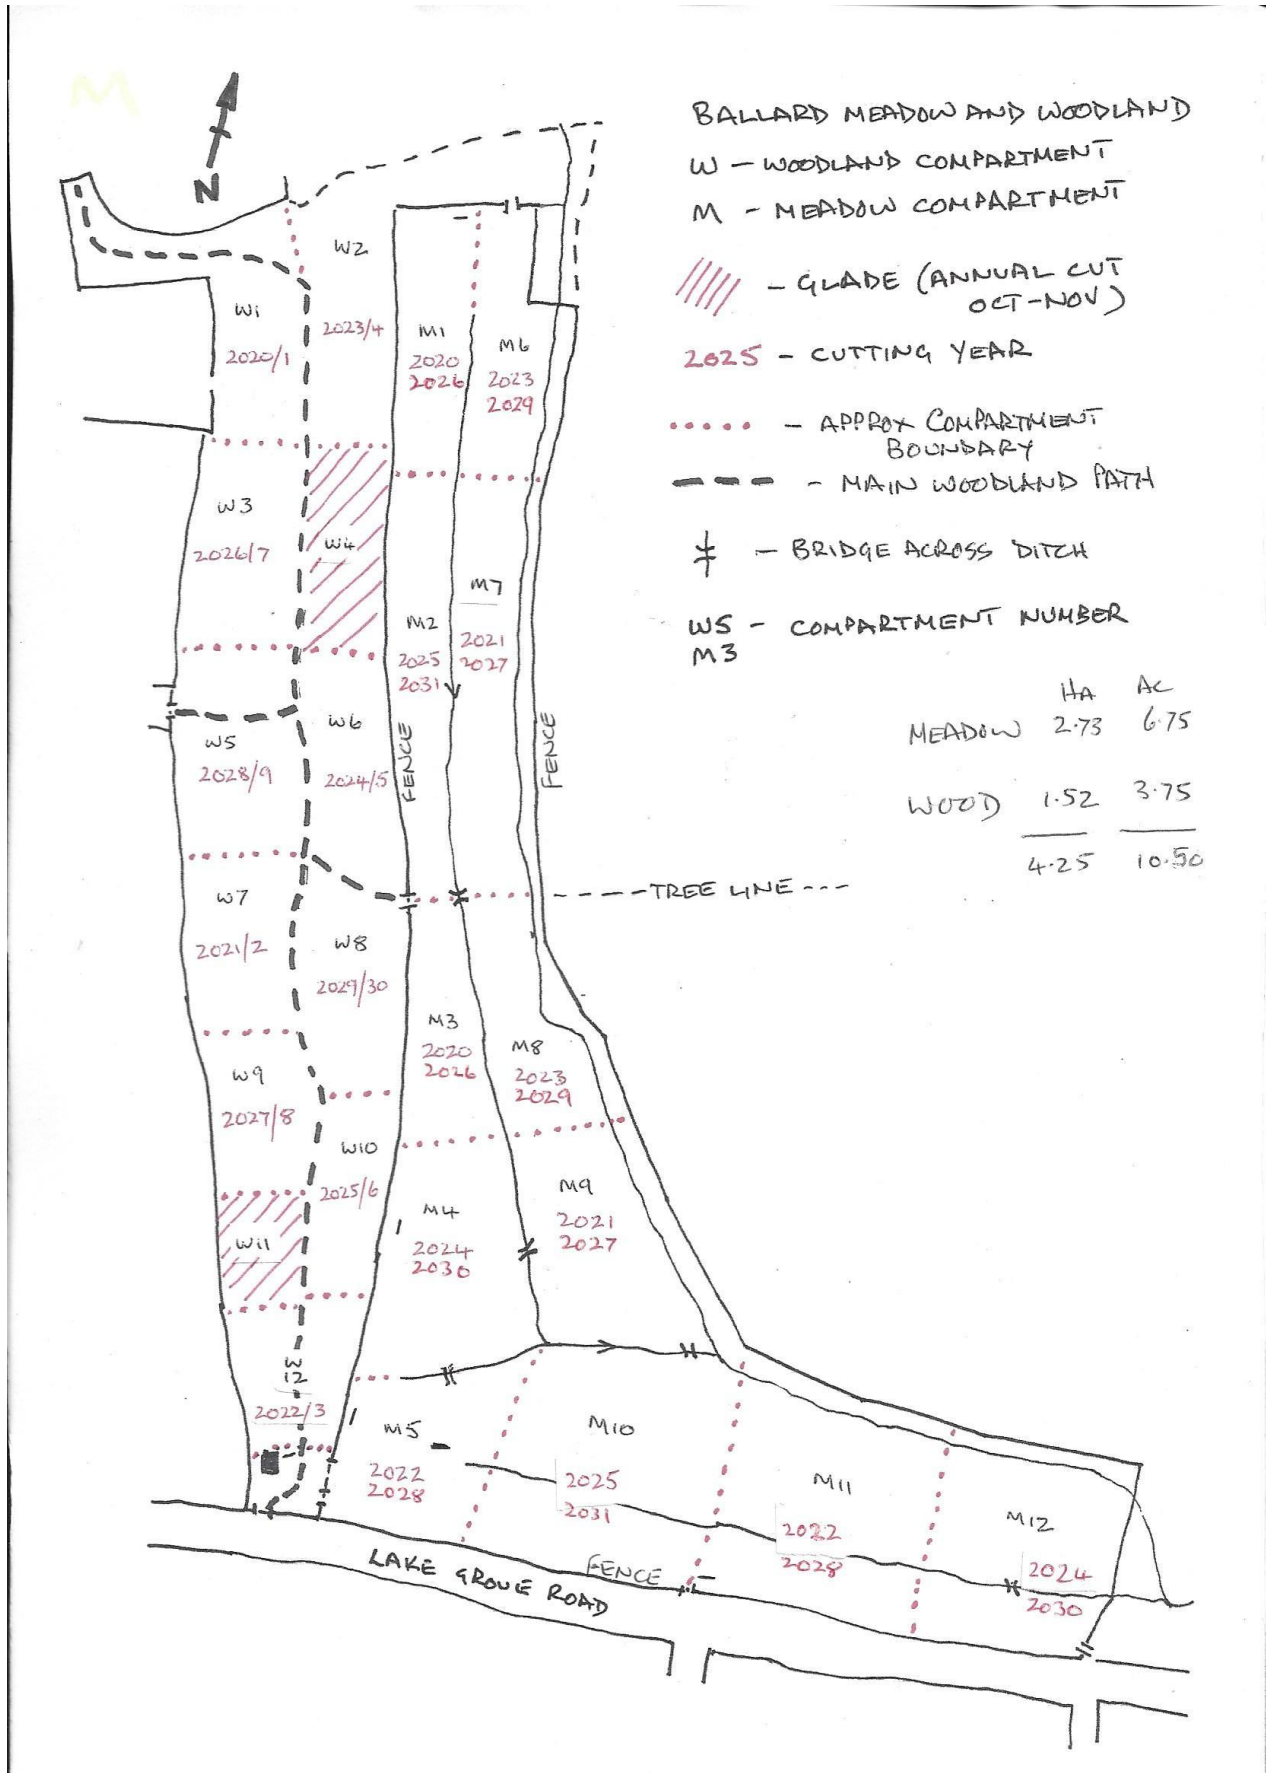 M
N
BALLARD MEADOW AND WOODLAND
W - WOODLAND COMPARTMENT
M - MEADOW COMPARTMENT
- GLADE (ANNUAL CUT
OCT-NOV)
2025 - CUTTING YEAR
- APPROX COMPARTMENT
BOUNDARY
- MAIN WOODLAND PATH
- BRIDGE ACROSS DITCH
W5 - COMPARTMENT NUMBER
M3
HA AC
MEADOW 2.73 6.75
WOOD 1.52 3.75
4.25 10.50
W1
2020/1
W2
2023/4
M1
2020
2026
M6
2023
2029
W3
2026/7
W4
M2
2025
2031
M7
2021
2027
W5
2028/9
W6
2024/5
FENCE
FENCE
W7
2021/2
W8
2029/30
---- TREE LINE ---
M3
2020
2026
M8
2023
2029
W9
2027/8
W10
2025/6
M4
2024
2030
M9
2021
2027
W11
W
12
2022/3
M5
2022
2028
M10
2025
2031
M11
2022
2028
M12
2024
2030
FENCE
LAKE GROVE ROAD